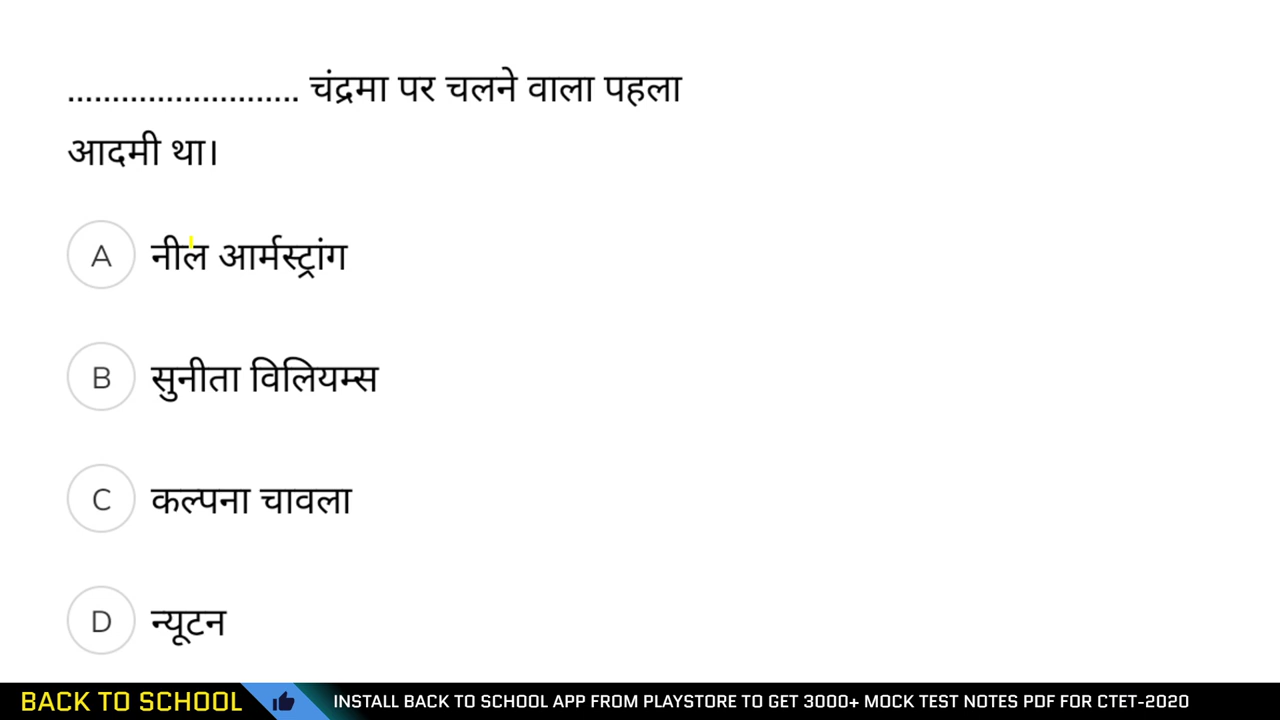 .......................... चंद्रमा पर चलने वाला पहला
आदमी था।
A नील आर्मस्ट्रांग
B सुनीता विलियम्स
C कल्पना चावला
D न्यूटन
BACK TO SCHOOL INSTALL BACK TO SCHOOL APP FROM PLAYSTORE TO GET 3000+ MOCK TEST NOTES PDF FOR CTET-2020